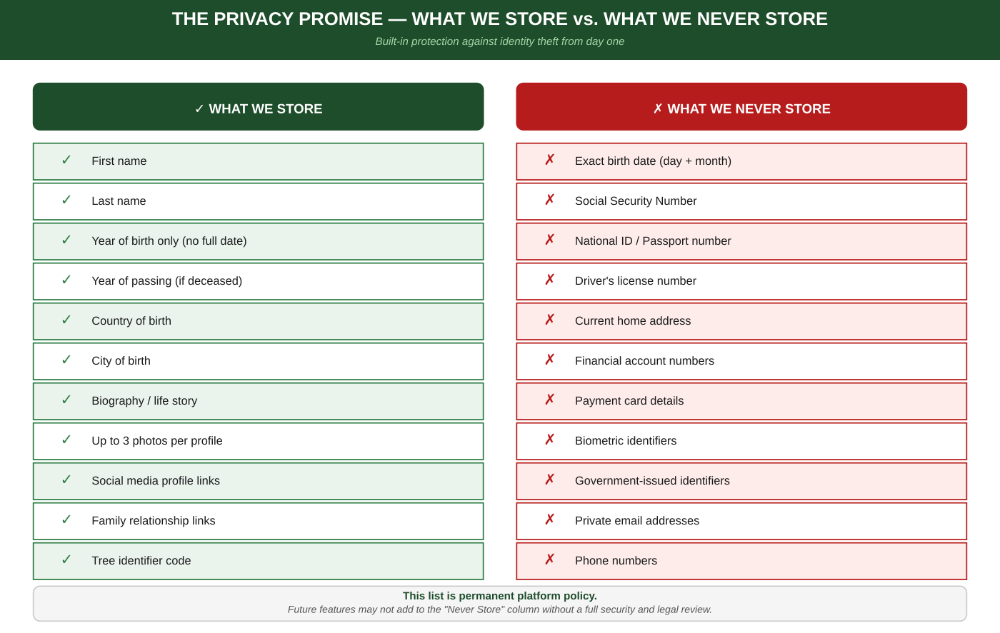 THE PRIVACY PROMISE — WHAT WE STORE vs. WHAT WE NEVER STORE
Built-in protection against identity theft from day one
✓ WHAT WE STORE
✓ First name
✓ Last name
✓ Year of birth only (no full date)
✓ Year of passing (if deceased)
✓ Country of birth
✓ City of birth
✓ Biography / life story
✓ Up to 3 photos per profile
✓ Social media profile links
✓ Family relationship links
✓ Tree identifier code
✗ WHAT WE NEVER STORE
✗ Exact birth date (day + month)
✗ Social Security Number
✗ National ID / Passport number
✗ Driver's license number
✗ Current home address
✗ Financial account numbers
✗ Payment card details
✗ Biometric identifiers
✗ Government-issued identifiers
✗ Private email addresses
✗ Phone numbers
This list is permanent platform policy.
Future features may not add to the "Never Store" column without a full security and legal review.